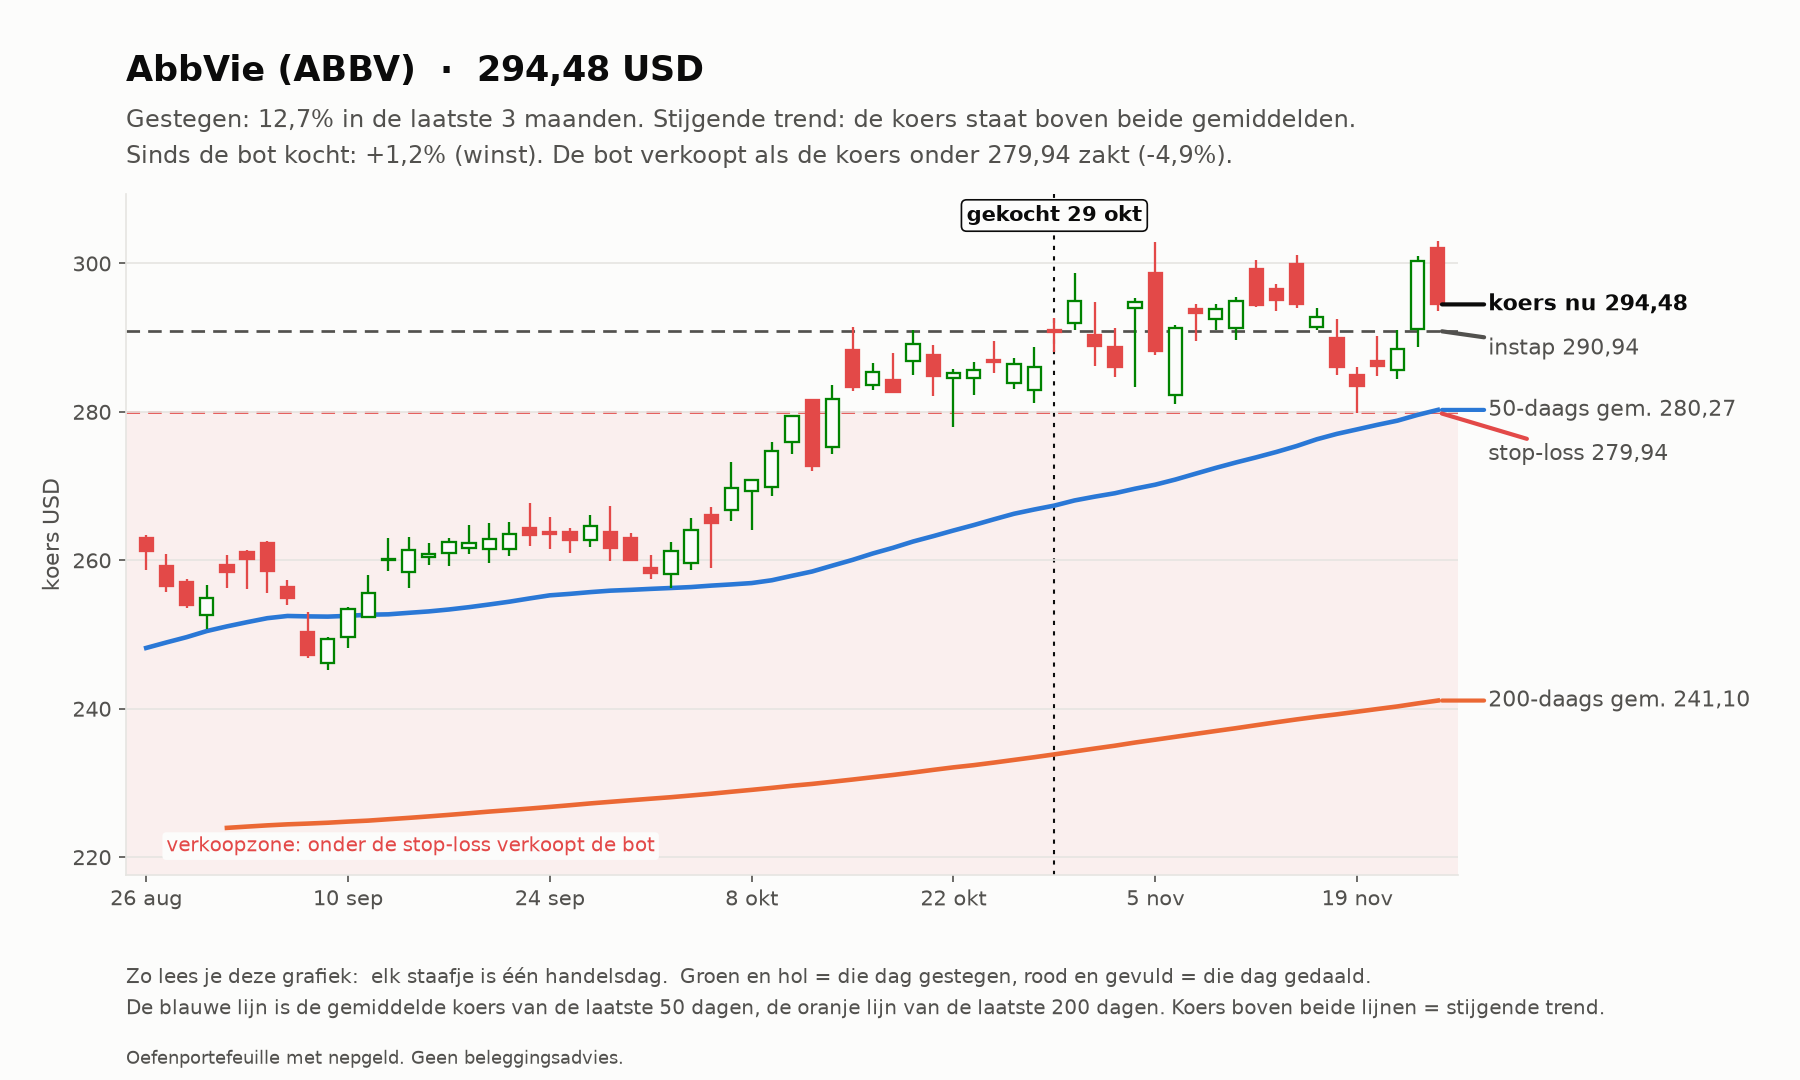 AbbVie (ABBV)  ·  294,48 USD
Gestegen: 12,7% in de laatste 3 maanden. Stijgende trend: de koers staat boven beide gemiddelden.
Sinds de bot kocht: +1,2% (winst). De bot verkoopt als de koers onder 279,94 zakt (-4,9%).
gekocht 29 okt
300
koers nu 294,48
instap 290,94
280
50-daags gem. 280,27
stop-loss 279,94
koers USD
260
240
200-daags gem. 241,10
verkoopzone: onder de stop-loss verkoopt de bot
220
26 aug
10 sep
24 sep
8 okt
22 okt
5 nov
19 nov
Zo lees je deze grafiek:  elk staafje is één handelsdag.  Groen en hol = die dag gestegen, rood en gevuld = die dag gedaald.
De blauwe lijn is de gemiddelde koers van de laatste 50 dagen, de oranje lijn van de laatste 200 dagen. Koers boven beide lijnen = stijgende trend.
Oefenportefeuille met nepgeld. Geen beleggingsadvies.